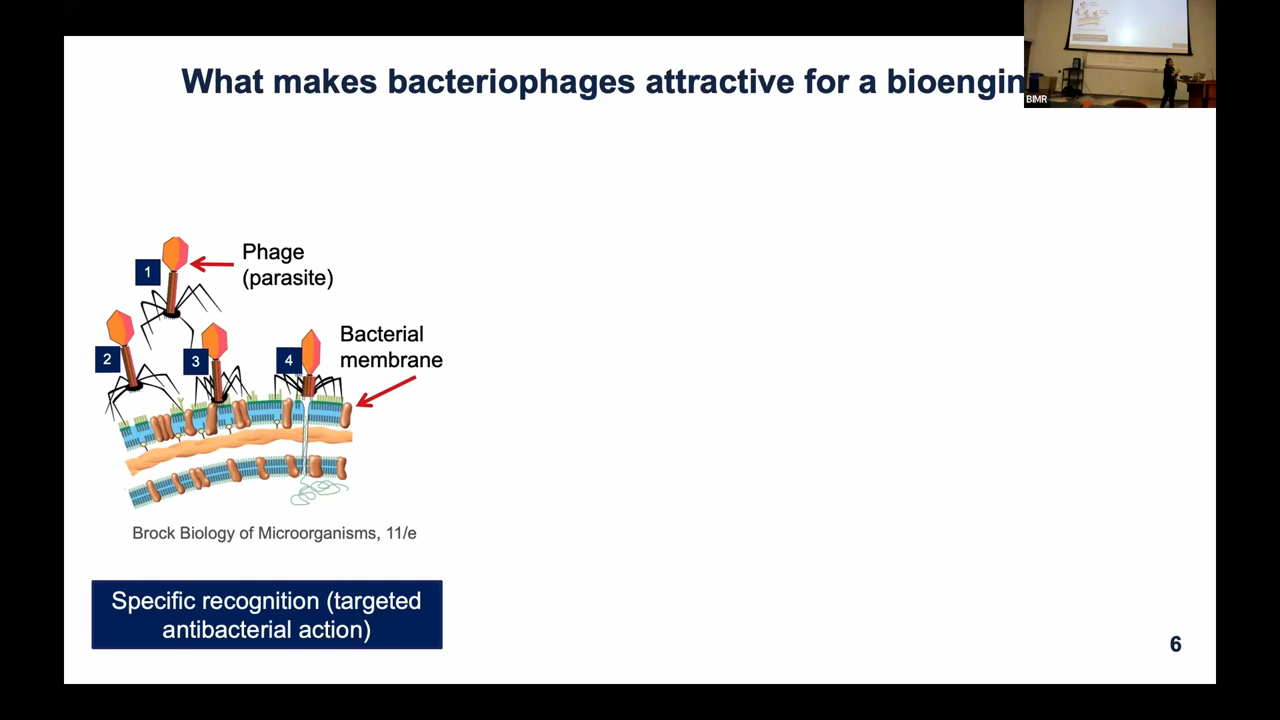 What makes bacteriophages attractive for a bioengin
BIMR
1
Phage
(parasite)
2
3
4
Bacterial
membrane
Brock Biology of Microorganisms, 11/e
Specific recognition (targeted
antibacterial action)
6